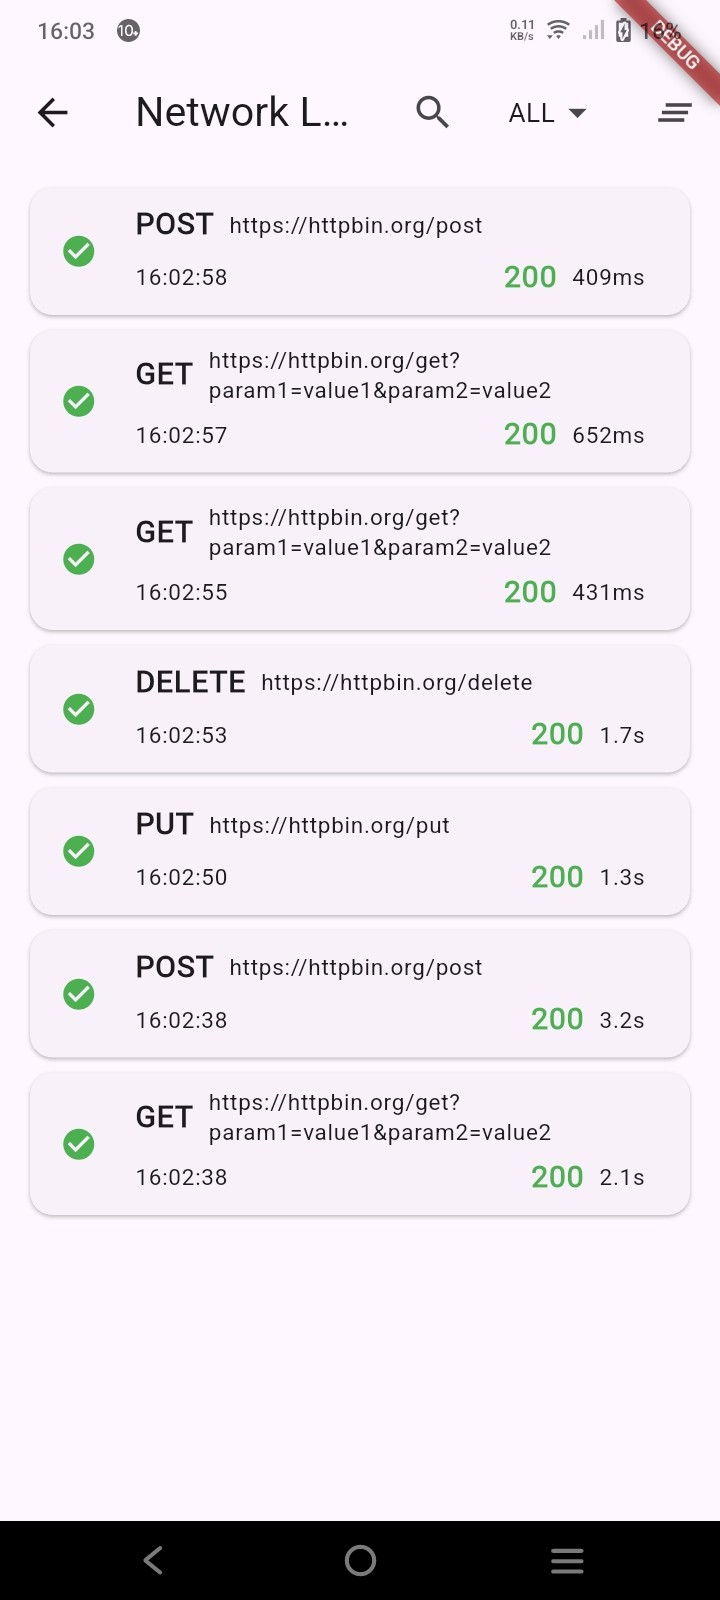 16:03
10+
0.11
KB/s
DEBUG
Network L...
ALL
POST https://httpbin.org/post
16:02:58 200 409ms
GET https://httpbin.org/get?
param1=value1&param2=value2
16:02:57 200 652ms
GET https://httpbin.org/get?
param1=value1&param2=value2
16:02:55 200 431ms
DELETE https://httpbin.org/delete
16:02:53 200 1.7s
PUT https://httpbin.org/put
16:02:50 200 1.3s
POST https://httpbin.org/post
16:02:38 200 3.2s
GET https://httpbin.org/get?
param1=value1&param2=value2
16:02:38 200 2.1s